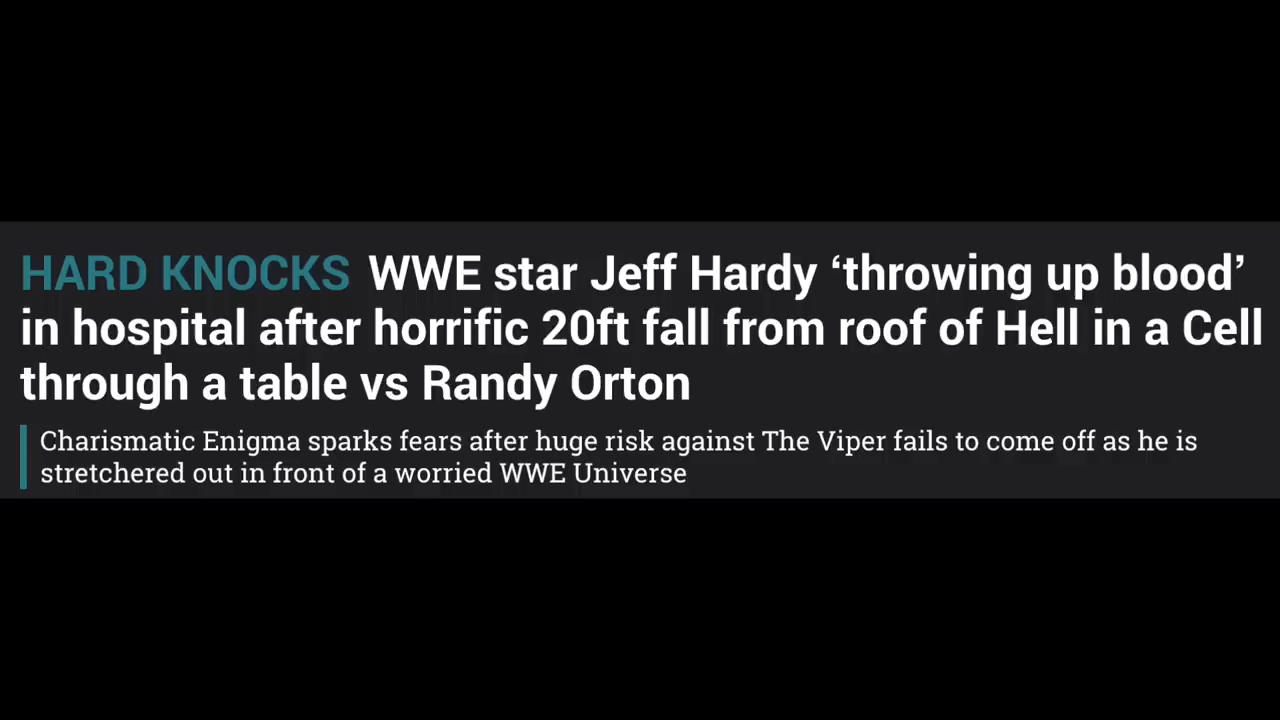 HARD KNOCKS WWE star Jeff Hardy ‘throwing up blood’
in hospital after horrific 20ft fall from roof of Hell in a Cell
through a table vs Randy Orton
Charismatic Enigma sparks fears after huge risk against The Viper fails to come off as he is
stretchered out in front of a worried WWE Universe